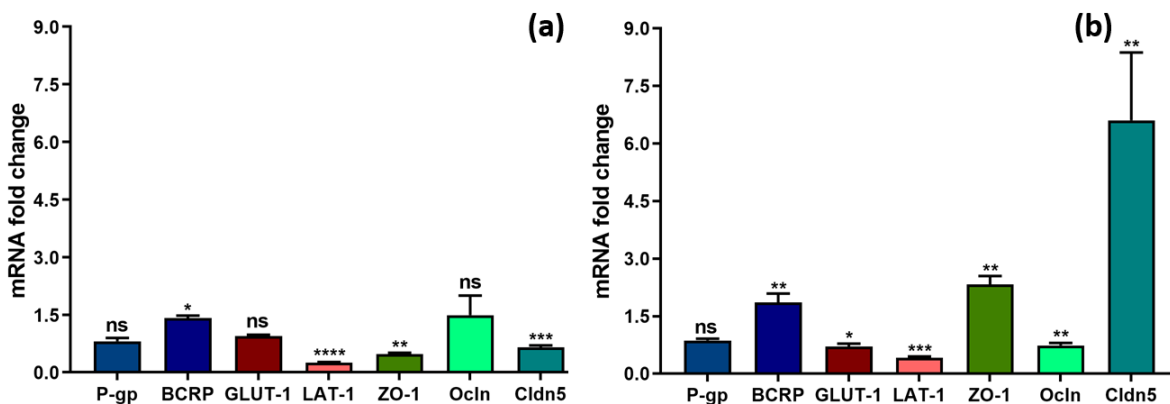 (a)
mRNA fold change
9.0
7.5
6.0
4.5
3.0
1.5
0.0
ns
*
ns
****
**
ns
***
P-gp BCRP GLUT-1 LAT-1 ZO-1 Ocln Cldn5
(b)
mRNA fold change
9.0
7.5
6.0
4.5
3.0
1.5
0.0
ns
**
*
***
**
**
**
P-gp BCRP GLUT-1 LAT-1 ZO-1 Ocln Cldn5